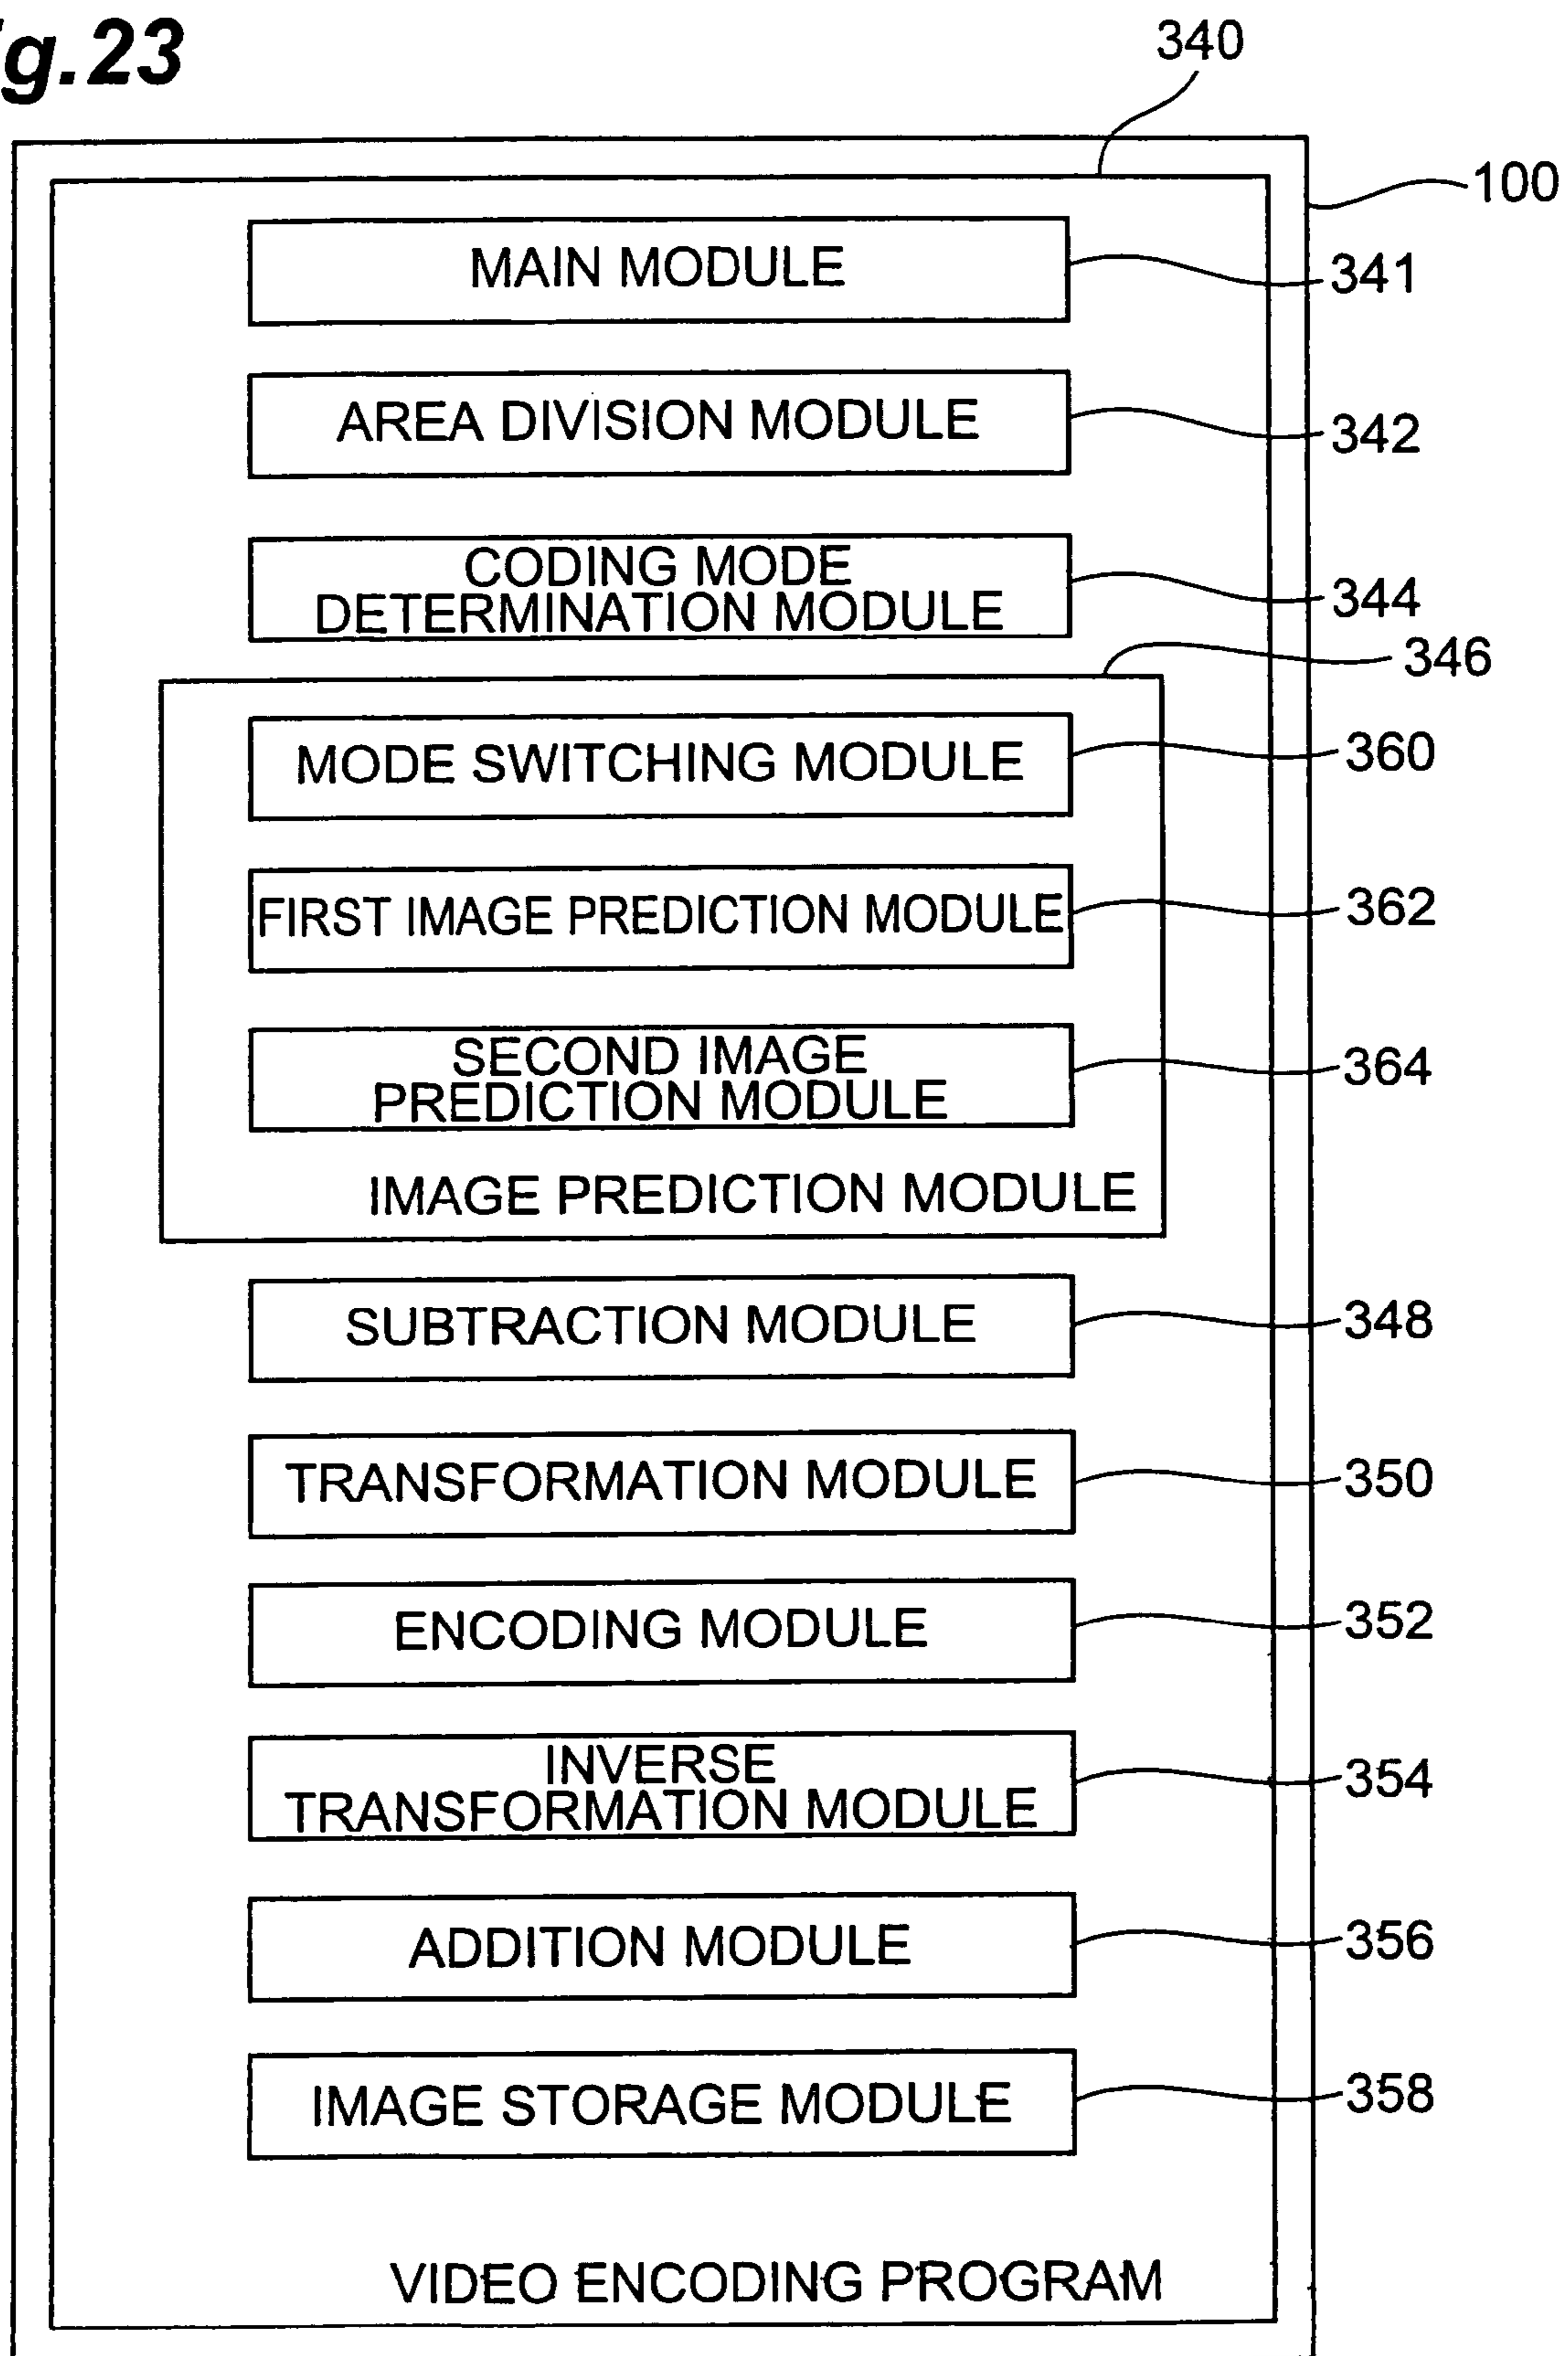 g.23
340
100
MAIN MODULE
341
AREA DIVISION MODULE
342
CODING MODE
DETERMINATION MODULE
344
346
MODE SWITCHING MODULE
360
FIRST IMAGE PREDICTION MODULE
362
SECOND IMAGE
PREDICTION MODULE
364
IMAGE PREDICTION MODULE
SUBTRACTION MODULE
348
TRANSFORMATION MODULE
350
ENCODING MODULE
352
INVERSE
TRANSFORMATION MODULE
354
ADDITION MODULE
356
IMAGE STORAGE MODULE
358
VIDEO ENCODING PROGRAM